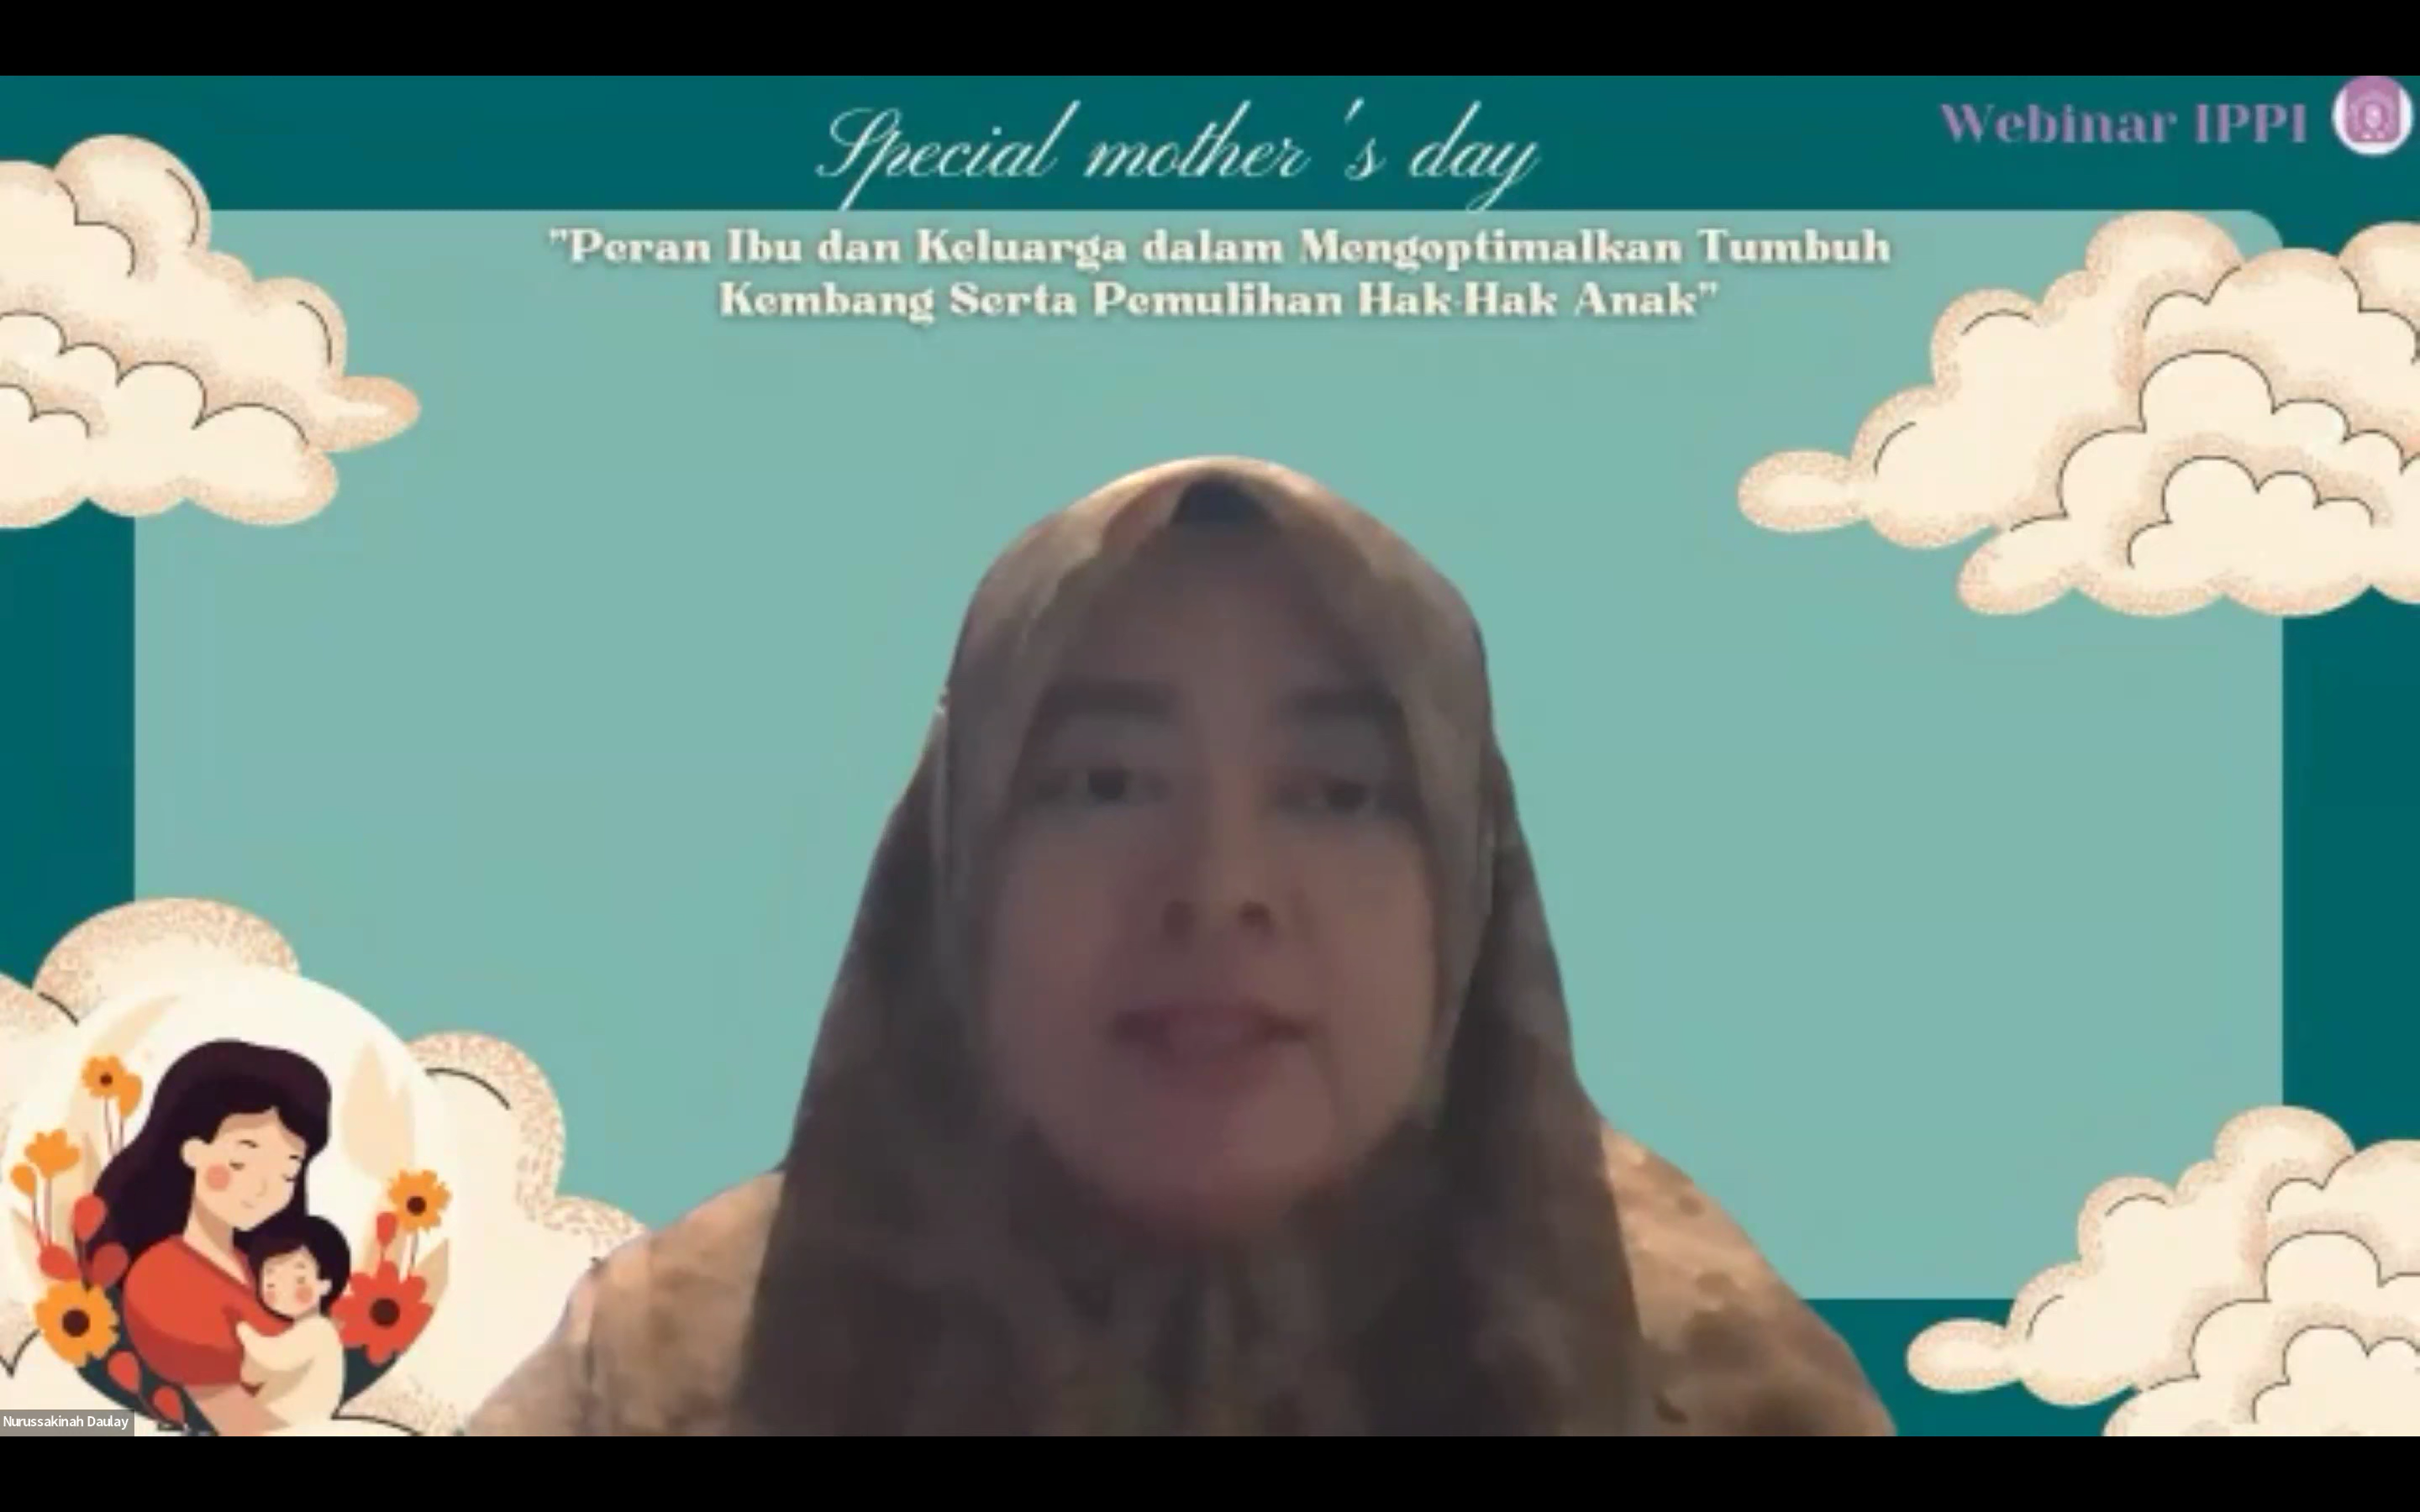 Special mother's day
Webinar IPPI
"Peran Ibu dan Keluarga dalam Mengoptimalkan Tumbuh
Kembang Serta Pemulihan Hak-Hak Anak"
Nurussakinah Daulay